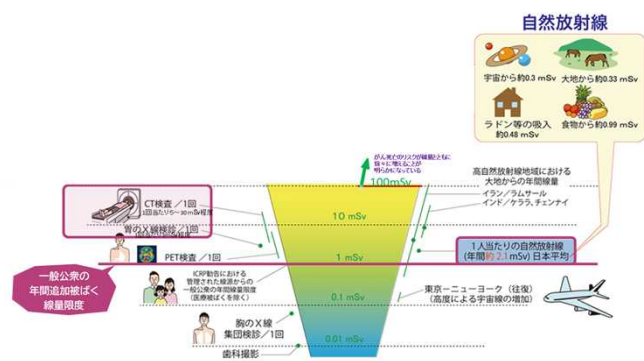 自然放射線
宇宙から約0.3 mSv
大地から約0.33 mSv
ラドン等の吸入
約0.48 mSv
食物から約0.99 mSv
がん死亡のリスクが線量とともに
徐々に増えることが
明らかになっている
100mSv
高自然放射線地域における
大地からの年間線量
イラン／ラムサール
インド／ケララ、チェンナイ
CT検査／1回
10 mSv
胃のX線検診／1回
PET検査／1回
1 mSv
1人当たりの自然放射線
(年間約 2.1 mSv) 日本平均
一般公衆の
年間追加被ばく
線量限度
ICRP勧告における
管理された線源からの
一般公衆の年間線量限度
(医療被ばくを除く)
0.1 mSv
東京ーニューヨーク（往復）
(高度による宇宙線の増加)
胸のX線
集団検診／1回
0.01 mSv
歯科撮影